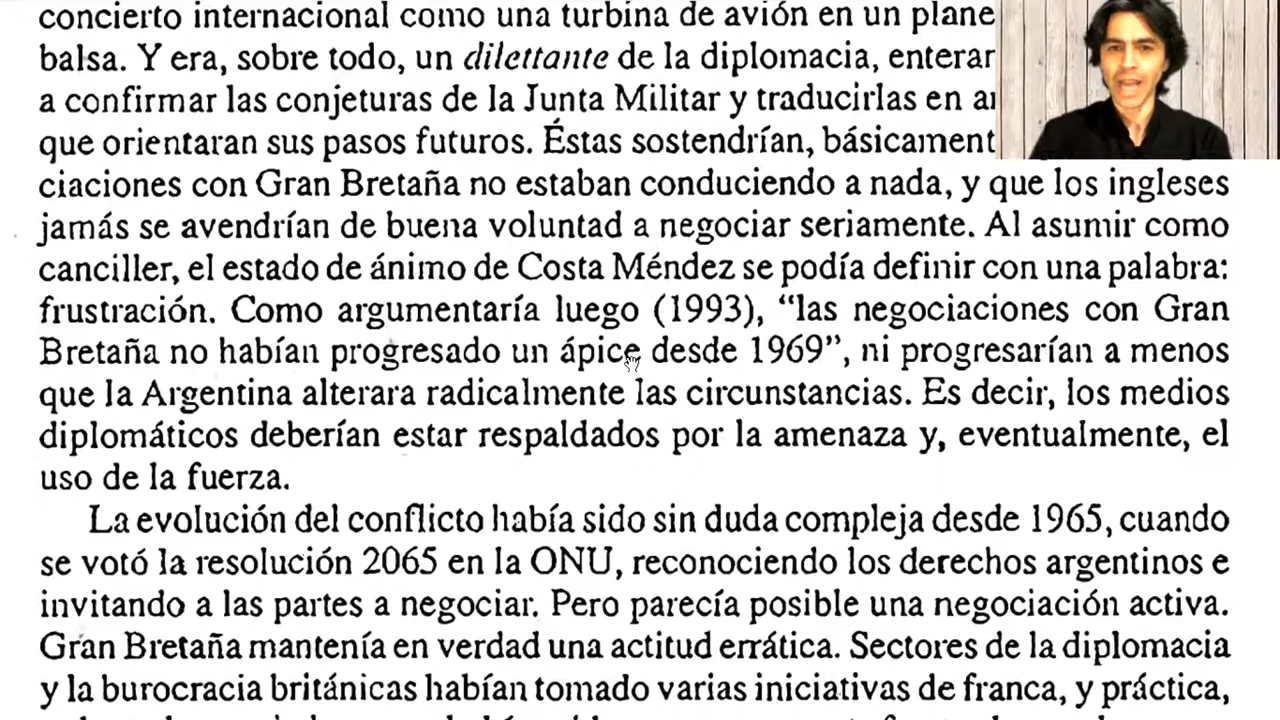 concierto internacional como una turbina de avión en un
balsa. Y era, sobre todo, un dilettante de la diplomacia,
a confirmar las conjeturas de la Junta Militar y traducirlas en
que orientaran sus pasos futuros. Éstas sostendrían,
ciaciones con Gran Bretaña no estaban conduciendo a nada, y que los ingleses
jamás se avendrían de buena voluntad a negociar seriamente. Al asumir como
canciller, el estado de ánimo de Costa Méndez se podía definir con una palabra:
frustración. Como argumentaría luego (1993), “las negociaciones con Gran
Bretaña no habían progresado un ápice desde 1969”, ni progresarían a menos
que la Argentina alterara radicalmente las circunstancias. Es decir, los medios
diplomáticos deberían estar respaldados por la amenaza y, eventualmente, el
uso de la fuerza.
La evolución del conflicto había sido sin duda compleja desde 1965, cuando
se votó la resolución 2065 en la ONU, reconociendo los derechos argentinos e
invitando a las partes a negociar. Pero parecía posible una negociación activa.
Gran Bretaña mantenía en verdad una actitud errática. Sectores de la diplomacia
y la burocracia británicas habían tomado varias iniciativas de franca, y práctica,